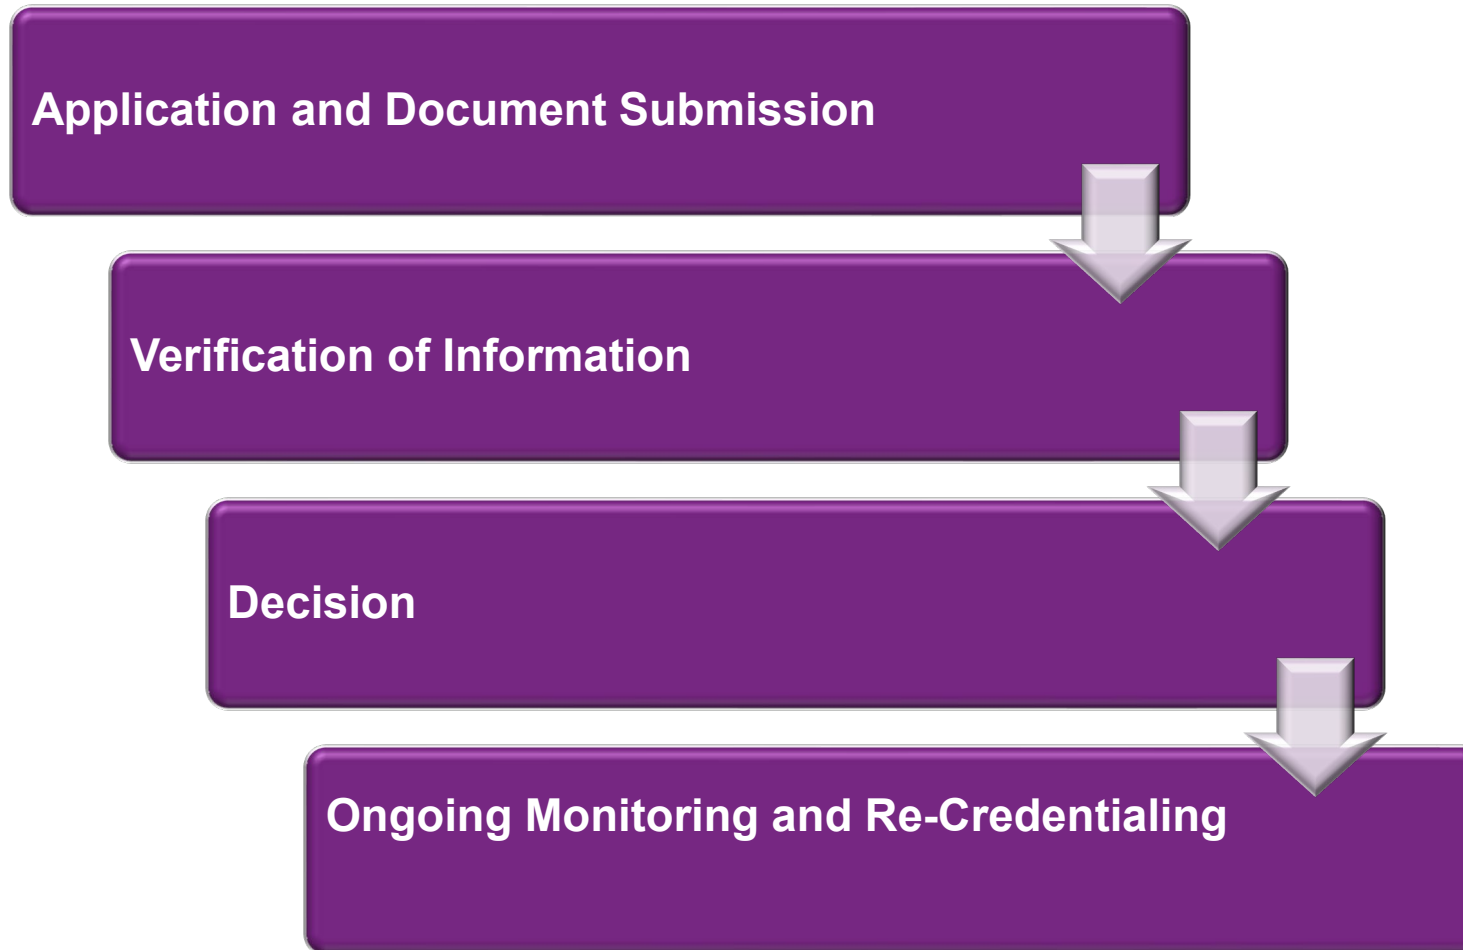 Application and Document Submission
Verification of Information
Decision
Ongoing Monitoring and Re-Credentialing